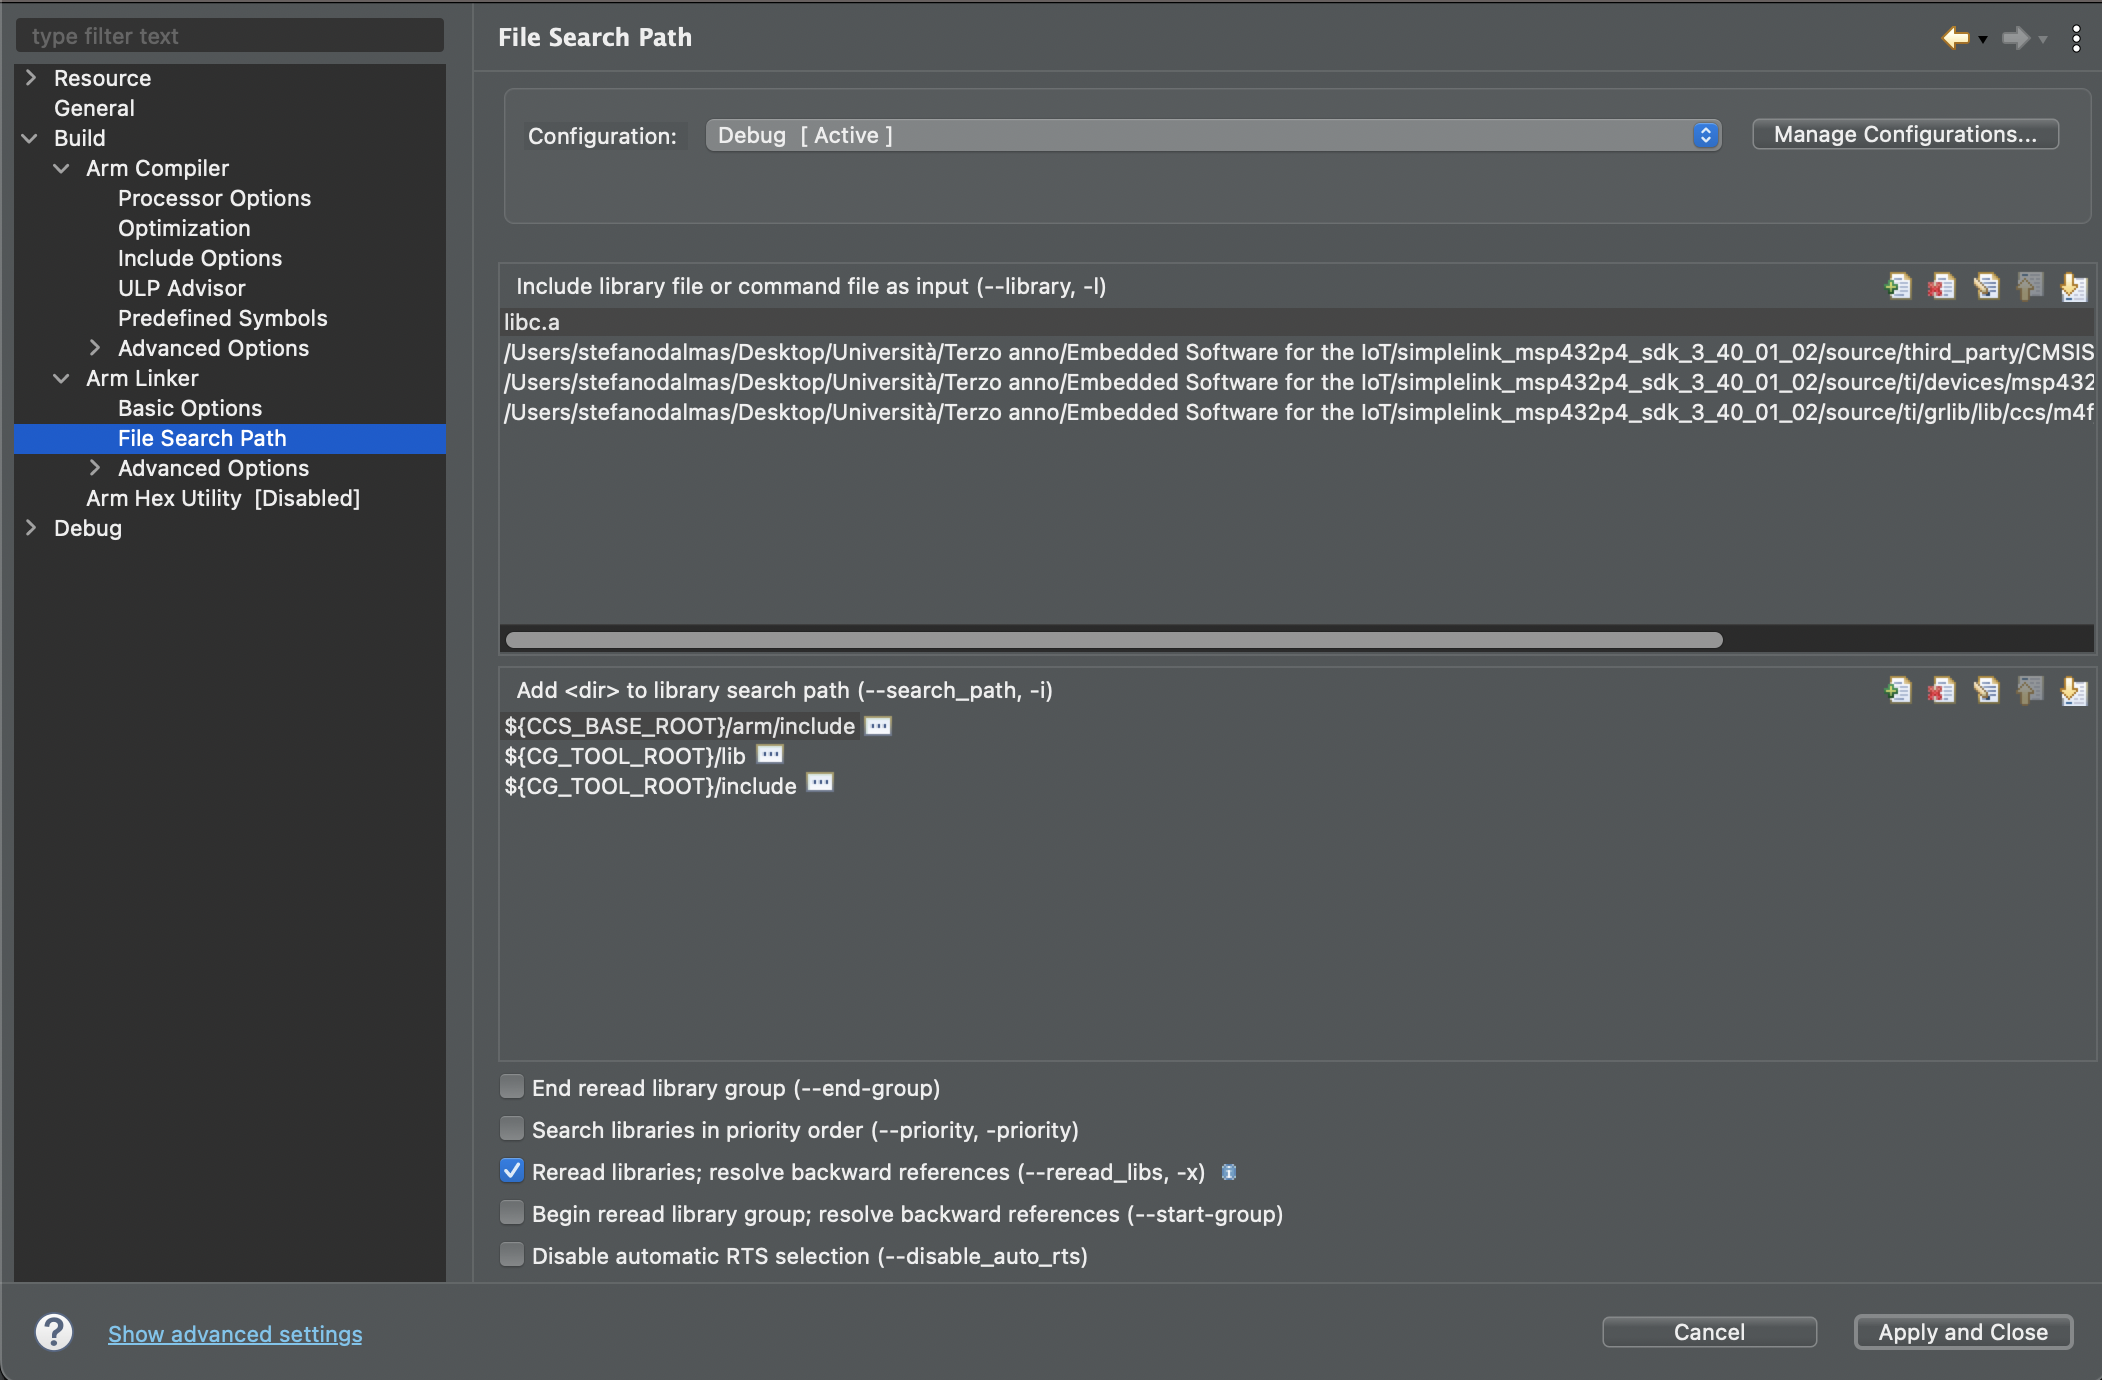 type filter text
Resource
General
Build
Arm Compiler
Processor Options
Optimization
Include Options
ULP Advisor
Predefined Symbols
Advanced Options
Arm Linker
Basic Options
File Search Path
Advanced Options
Arm Hex Utility [Disabled]
Debug
File Search Path
Configuration: Debug [ Active ] Manage Configurations...
Include library file or command file as input (--library, -l)
libc.a
/Users/stefanodalmas/Desktop/Università/Terzo anno/Embedded Software for the IoT/simplelink_msp432p4_sdk_3_40_01_02/source/third_party/CMSIS
/Users/stefanodalmas/Desktop/Università/Terzo anno/Embedded Software for the IoT/simplelink_msp432p4_sdk_3_40_01_02/source/ti/devices/msp432
/Users/stefanodalmas/Desktop/Università/Terzo anno/Embedded Software for the IoT/simplelink_msp432p4_sdk_3_40_01_02/source/ti/grlib/lib/ccs/m4f
Add <dir> to library search path (--search_path, -i)
${CCS_BASE_ROOT}/arm/include
${CG_TOOL_ROOT}/lib
${CG_TOOL_ROOT}/include
End reread library group (--end-group)
Search libraries in priority order (--priority, -priority)
Reread libraries; resolve backward references (--reread_libs, -x)
Begin reread library group; resolve backward references (--start-group)
Disable automatic RTS selection (--disable_auto_rts)
? Show advanced settings
Cancel Apply and Close